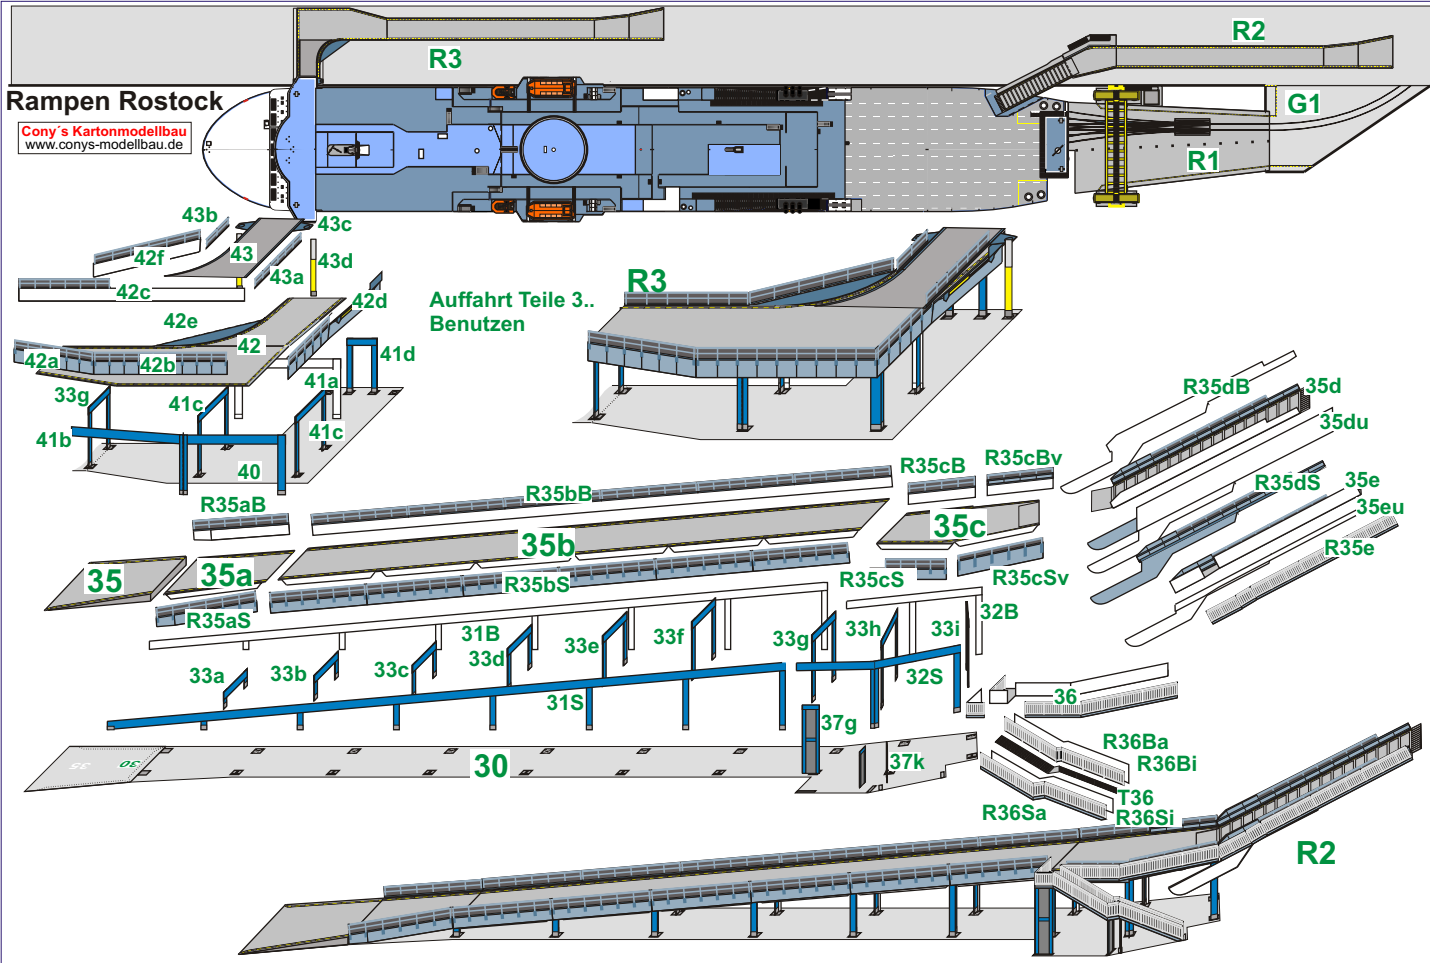 R3
R2
Rampen Rostock
G1
Cony´s Kartonmodellbau
www.conys-modellbau.de
R1
43b
43c
42f
43
43a
43d
42c
42d
R3
Auffahrt Teile 3..
Benutzen
42e
42
42a
42b
41d
41a
33g
41c
41b
41c
40
R35dB
35d
35du
R35cB
R35cBv
R35bB
R35dS
35e
35eu
R35aB
35c
R35e
35b
35
35a
R35cS
R35cSv
R35bS
R35aS
32B
31B
33f
33g
33h
33i
33e
33d
33c
33b
33a
32S
31S
36
37g
R36Ba
R36Bi
37k
30
35
30
T36
R36Sa
R36Si
R2